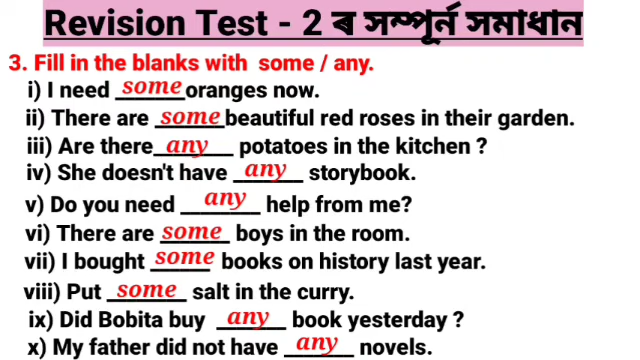 Revision Test - 2 ৰ সম্পূৰ্ন সমাধান
3. Fill in the blanks with some / any.
i) I need some oranges now.
ii) There are some beautiful red roses in their garden.
iii) Are there any potatoes in the kitchen ?
iv) She doesn't have any storybook.
v) Do you need any help from me?
vi) There are some boys in the room.
vii) I bought some books on history last year.
viii) Put some salt in the curry.
ix) Did Bobita buy any book yesterday ?
x) My father did not have any novels.